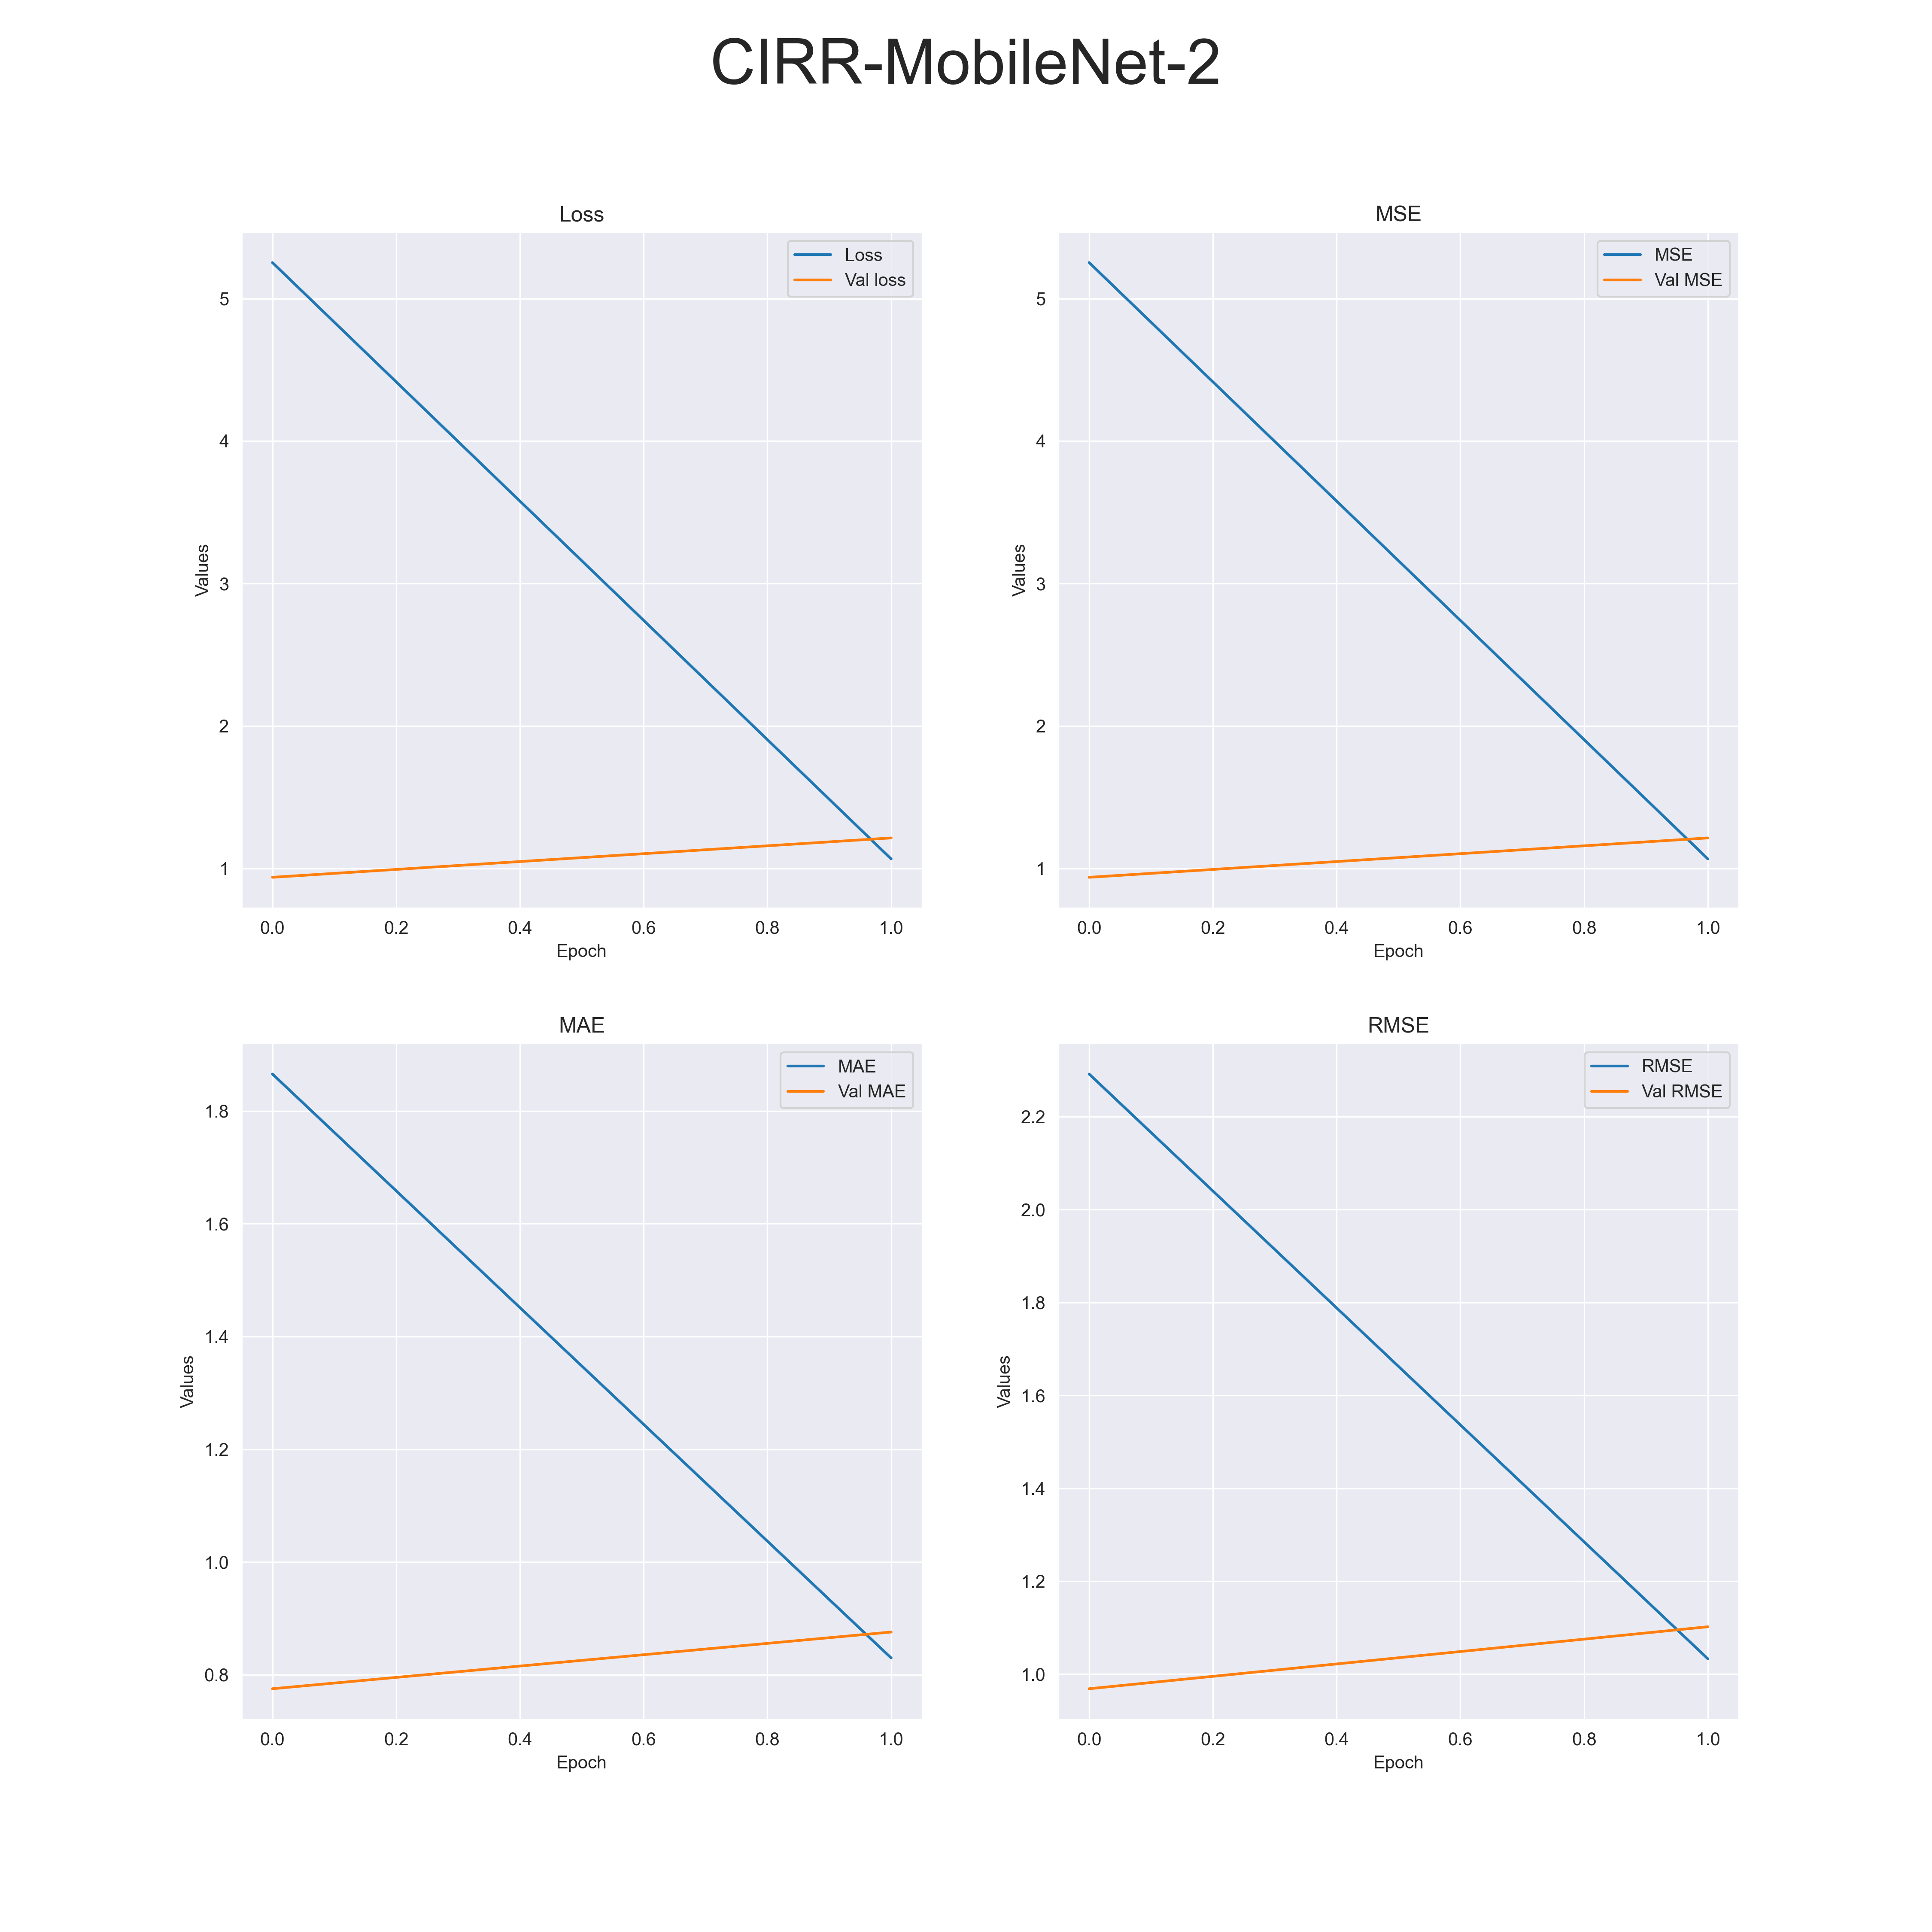 CIRR-MobileNet-2
Loss
Loss
Val loss
5
4
3
2
1
Values
0.0 0.2 0.4 0.6 0.8 1.0
Epoch
MSE
MSE
Val MSE
5
4
3
2
1
Values
0.0 0.2 0.4 0.6 0.8 1.0
Epoch
MAE
MAE
Val MAE
1.8
1.6
1.4
1.2
1.0
0.8
Values
0.0 0.2 0.4 0.6 0.8 1.0
Epoch
RMSE
RMSE
Val RMSE
2.2
2.0
1.8
1.6
1.4
1.2
1.0
Values
0.0 0.2 0.4 0.6 0.8 1.0
Epoch